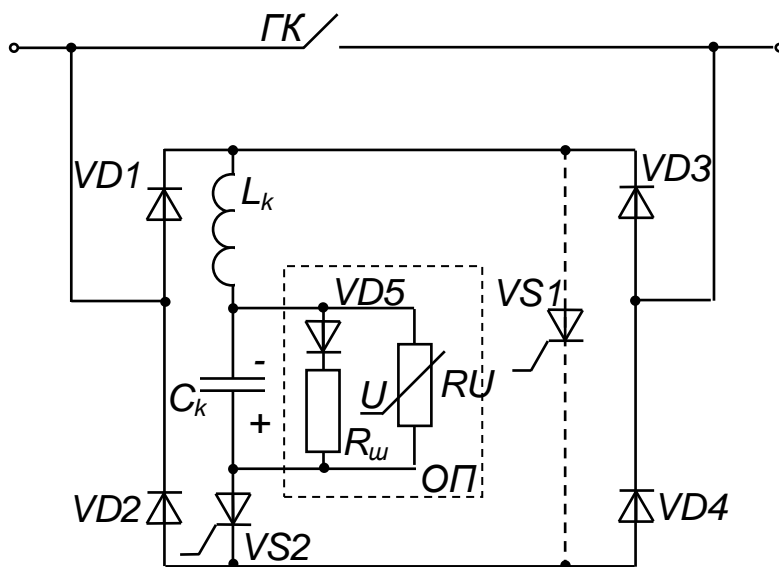 ГК
VD1
VD3
Lk
VD5
VS1
-
Ck
+
U
RU
Rш
ОП
VD2
VS2
VD4